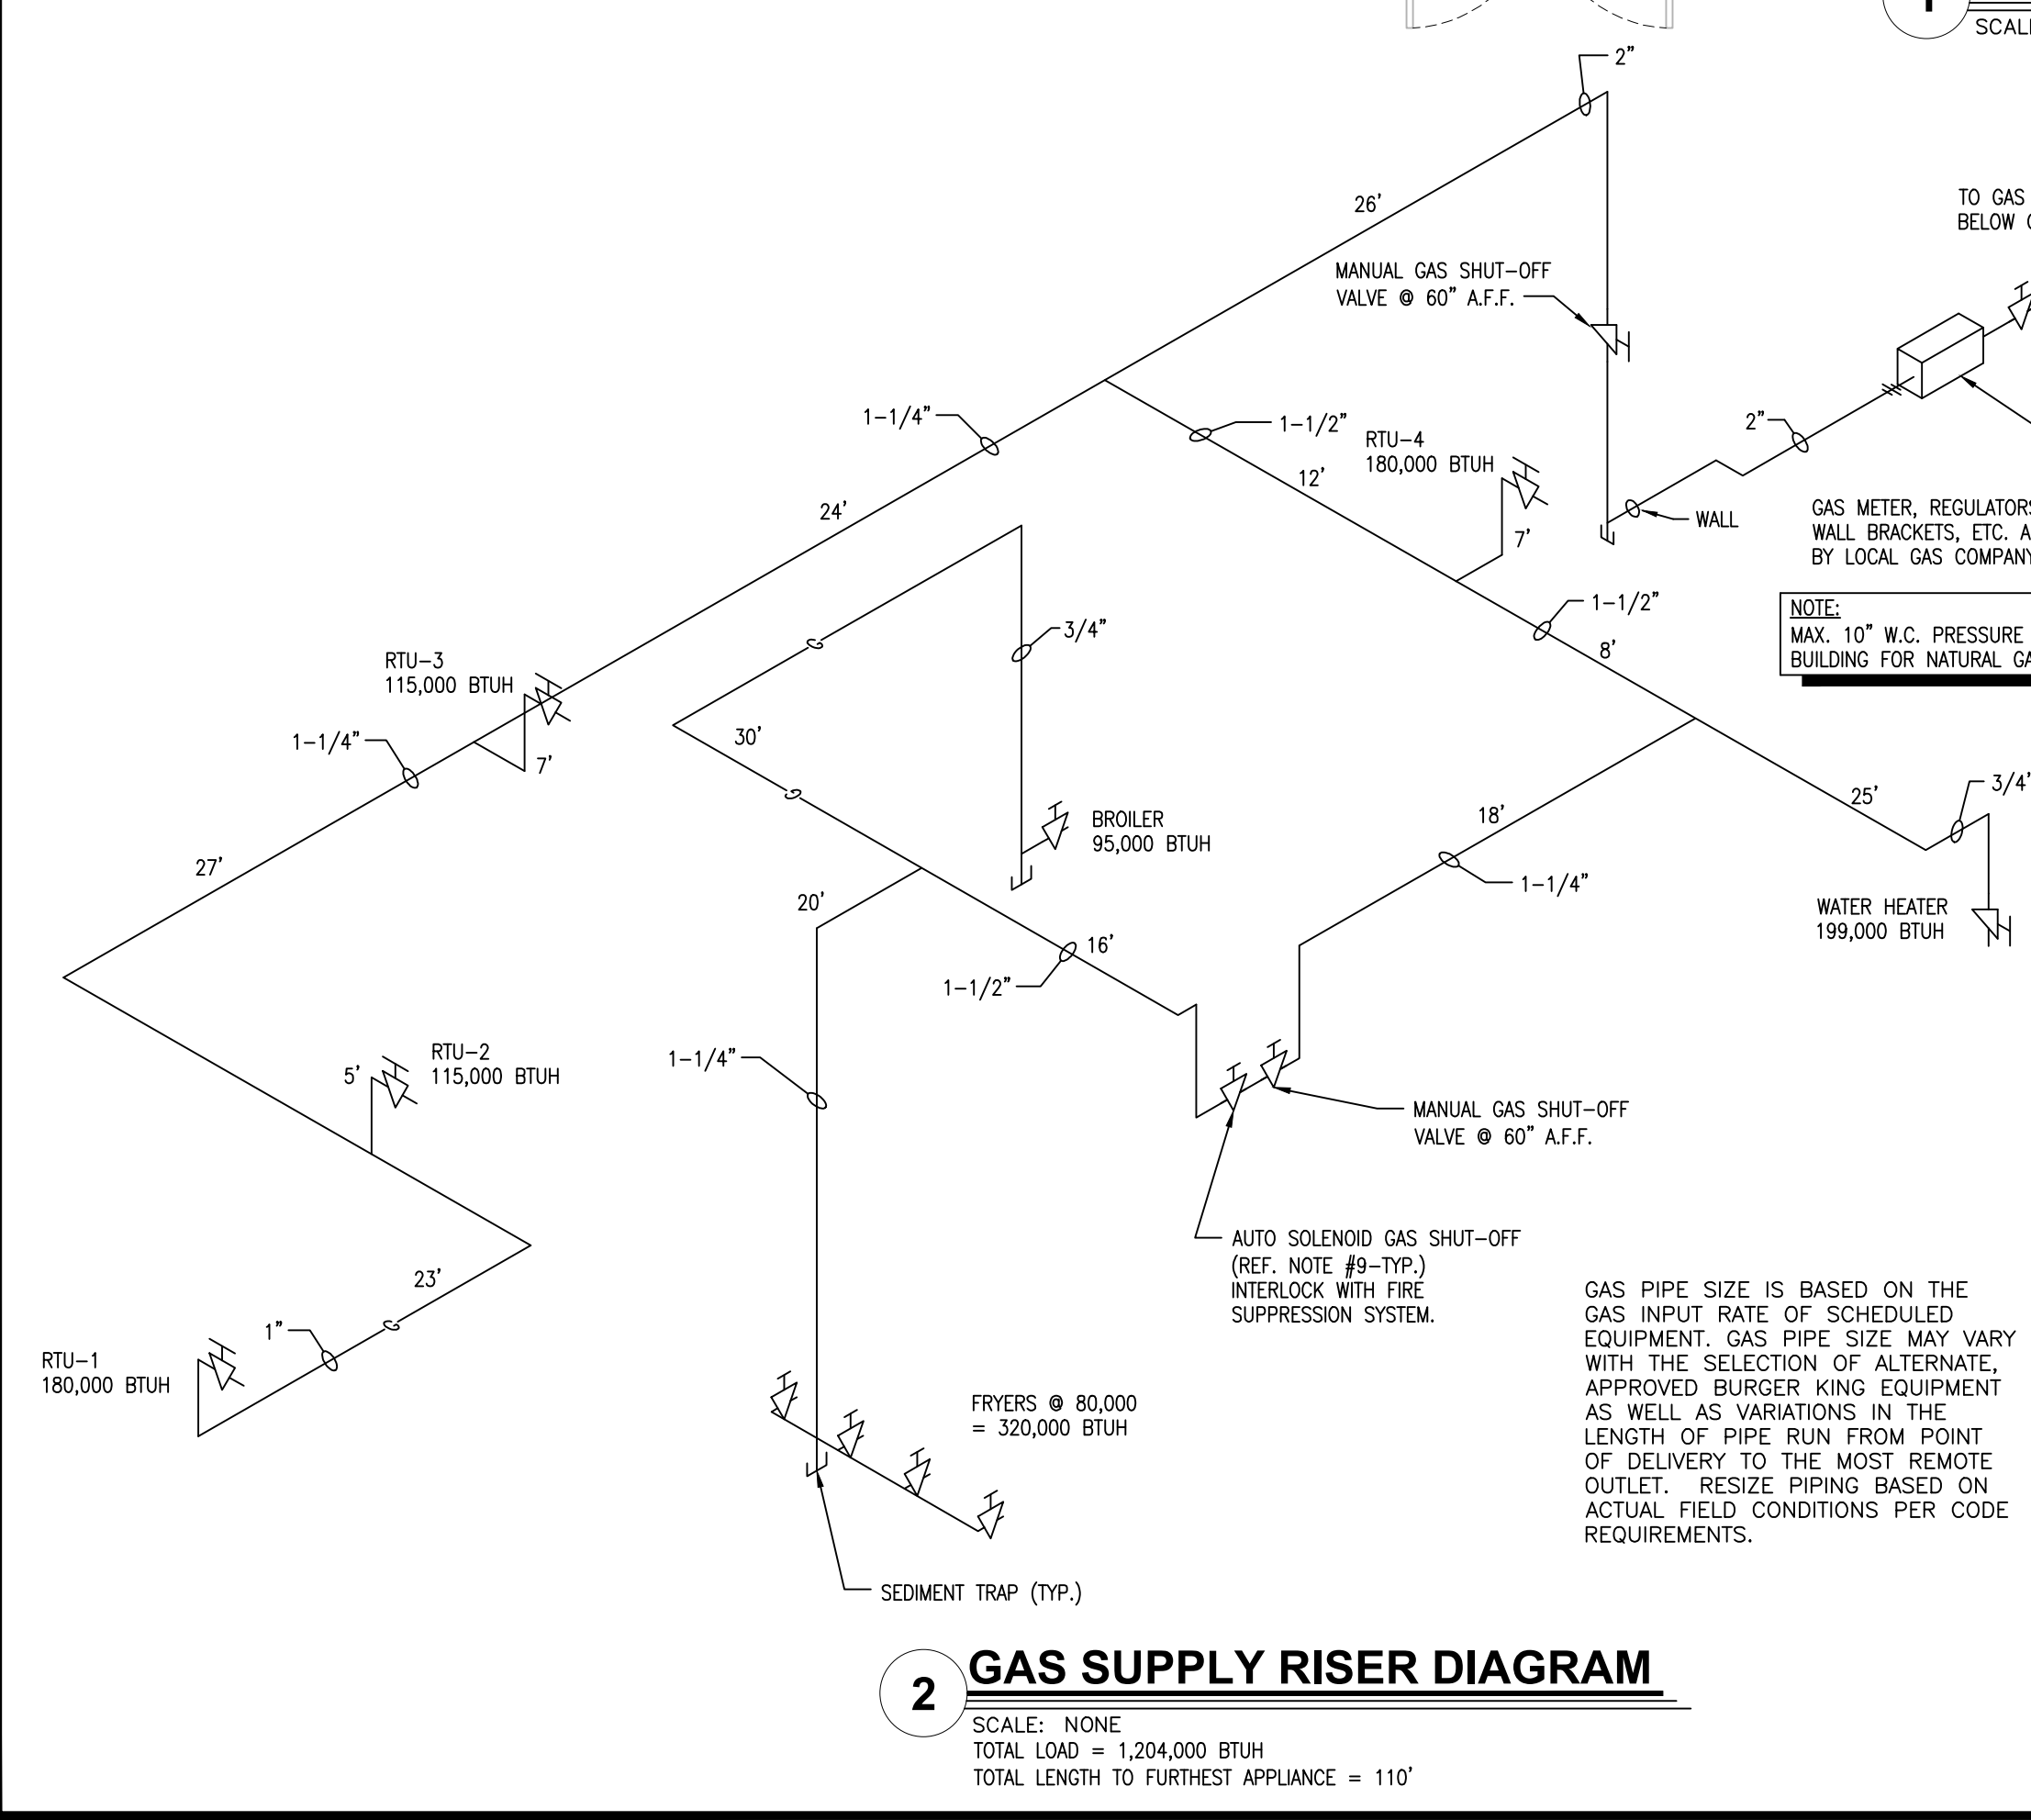 1
SCALE
2"
26'
TO GAS
BELOW
MANUAL GAS SHUT-OFF
VALVE @ 60" A.F.F.
1-1/4"
1-1/2"
2"
RTU-4
180,000 BTUH
12'
24'
7'
WALL
GAS METER, REGULATORS
WALL BRACKETS, ETC.
BY LOCAL GAS COMPANY
1-1/2"
NOTE:
MAX. 10" W.C. PRESSURE
BUILDING FOR NATURAL
3/4"
8'
RTU-3
115,000 BTUH
1-1/4"
7'
30'
25'
3/4"
BROILER
95,000 BTUH
18'
27'
1-1/4"
20'
16'
1-1/2"
WATER HEATER
199,000 BTUH
RTU-2
115,000 BTUH
5'
1-1/4"
MANUAL GAS SHUT-OFF
VALVE @ 60" A.F.F.
AUTO SOLENOID GAS SHUT-OFF
(REF. NOTE #9-TYP.)
INTERLOCK WITH FIRE
SUPPRESSION SYSTEM.
23'
1"
RTU-1
180,000 BTUH
FRYERS @ 80,000
= 320,000 BTUH
GAS PIPE SIZE IS BASED ON THE
GAS INPUT RATE OF SCHEDULED
EQUIPMENT. GAS PIPE SIZE MAY VARY
WITH THE SELECTION OF ALTERNATE,
APPROVED BURGER KING EQUIPMENT
AS WELL AS VARIATIONS IN THE
LENGTH OF PIPE RUN FROM POINT
OF DELIVERY TO THE MOST REMOTE
OUTLET. RESIZE PIPING BASED ON
ACTUAL FIELD CONDITIONS PER CODE
REQUIREMENTS.
SEDIMENT TRAP (TYP.)
2
GAS SUPPLY RISER DIAGRAM
SCALE: NONE
TOTAL LOAD = 1,204,000 BTUH
TOTAL LENGTH TO FURTHEST APPLIANCE = 110'